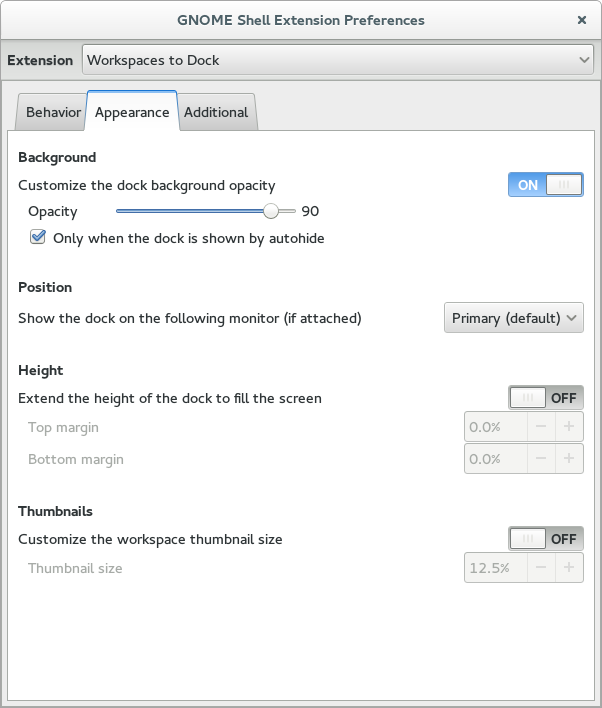 GNOME Shell Extension Preferences
Extension Workspaces to Dock
Behavior Appearance Additional
Background
Customize the dock background opacity ON
Opacity 90
Only when the dock is shown by autohide
Position
Show the dock on the following monitor (if attached) Primary (default)
Height
Extend the height of the dock to fill the screen OFF
Top margin 0.0% − +
Bottom margin 0.0% − +
Thumbnails
Customize the workspace thumbnail size OFF
Thumbnail size 12.5% − +